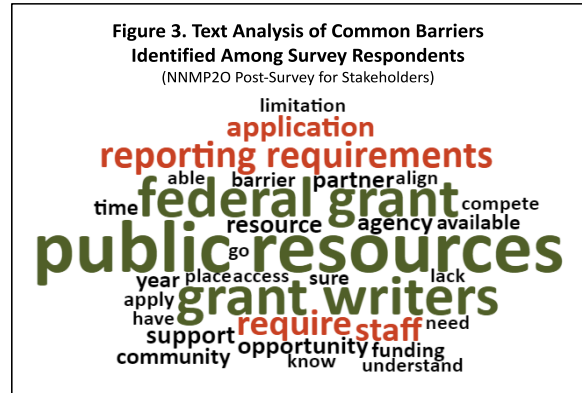 Figure 3. Text Analysis of Common Barriers
Identified Among Survey Respondents
(NNMP2O Post-Survey for Stakeholders)
limitation
application
reporting requirements
able barrier partner align
time federal grant compete
resource agency available
public resources
go
year place access sure lack
apply grant writers
have require staff need
support opportunity funding
community know understand